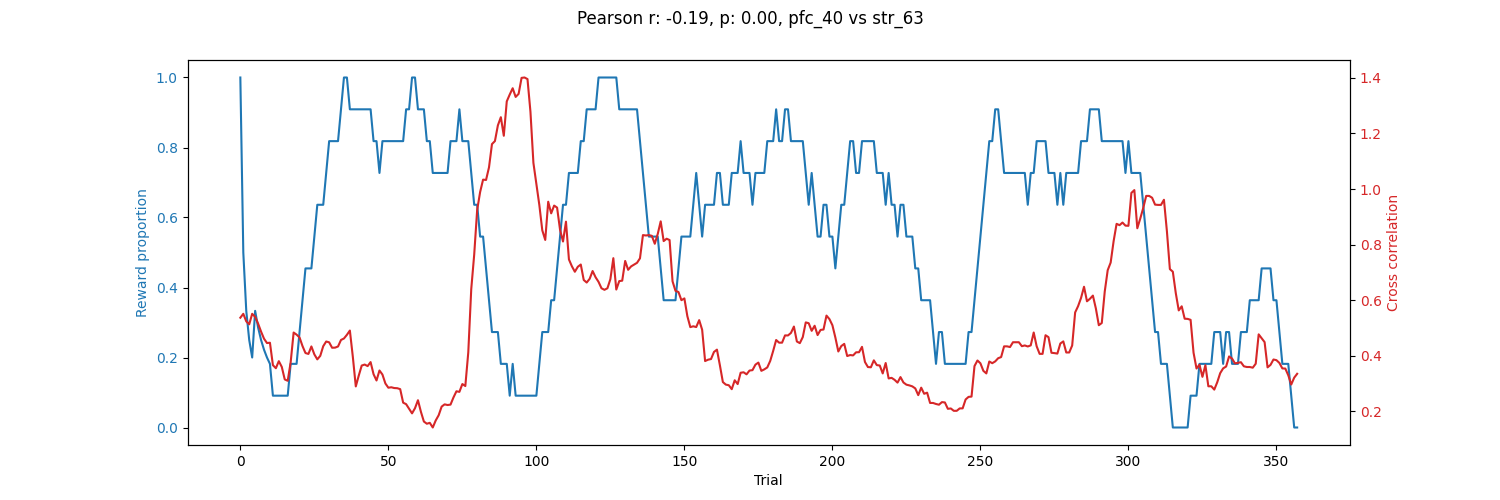 Pearson r: -0.19, p: 0.00, pfc_40 vs str_63
1.0
0.8
0.6
0.4
0.2
0.0
Reward proportion
1.4
1.2
1.0
0.8
0.6
0.4
0.2
Cross correlation
0 50 100 150 200 250 300 350
Trial